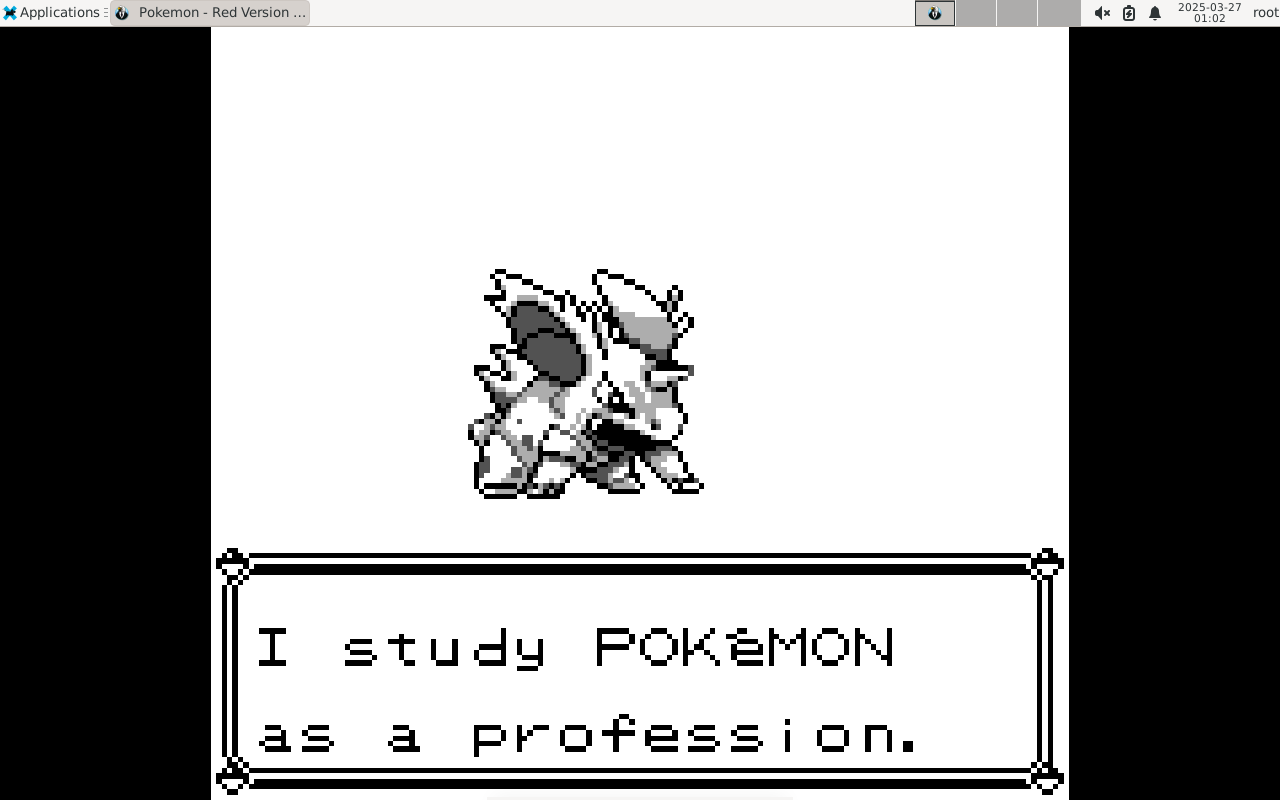 Applications
Pokemon - Red Version ...
2025-03-27
01:02
root
I study POKéMON
as a profession.